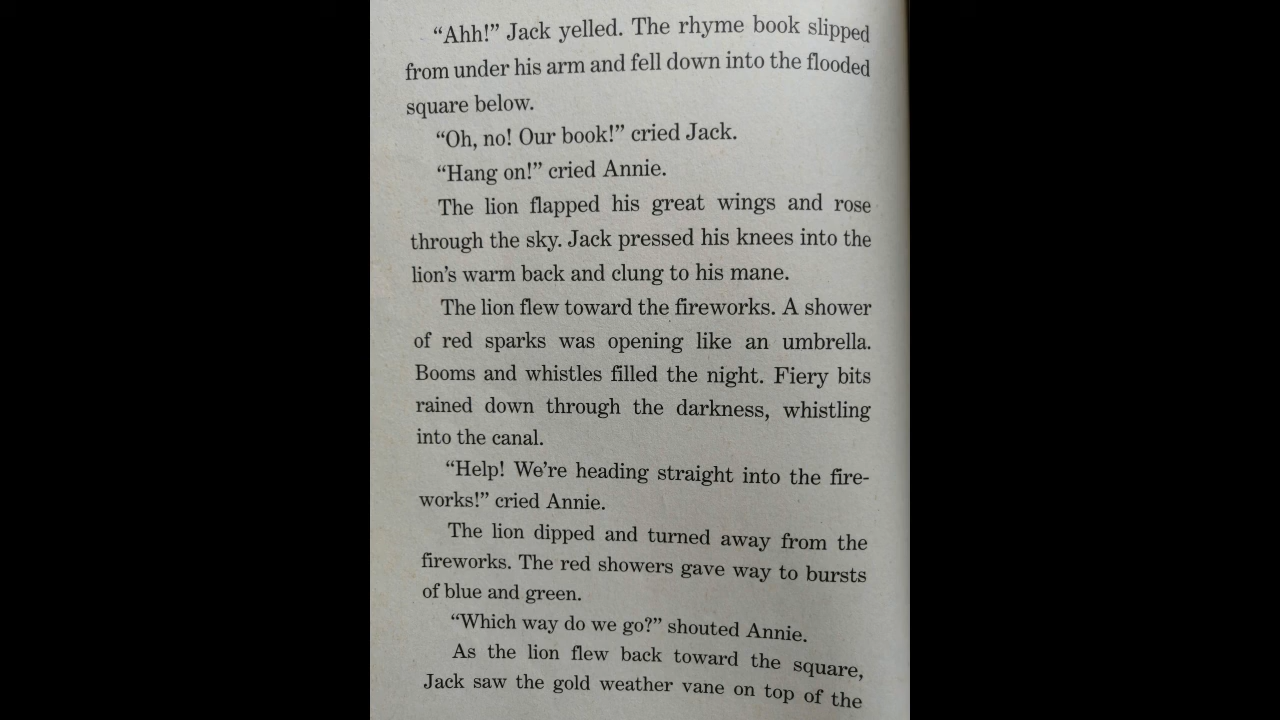 “Ahh!” Jack yelled. The rhyme book slipped
from under his arm and fell down into the flooded
square below.
“Oh, no! Our book!” cried Jack.
“Hang on!” cried Annie.
The lion flapped his great wings and rose
through the sky. Jack pressed his knees into the
lion’s warm back and clung to his mane.
The lion flew toward the fireworks. A shower
of red sparks was opening like an umbrella.
Booms and whistles filled the night. Fiery bits
rained down through the darkness, whistling
into the canal.
“Help! We’re heading straight into the fire-
works!” cried Annie.
The lion dipped and turned away from the
fireworks. The red showers gave way to bursts
of blue and green.
“Which way do we go?” shouted Annie.
As the lion flew back toward the square,
Jack saw the gold weather vane on top of the